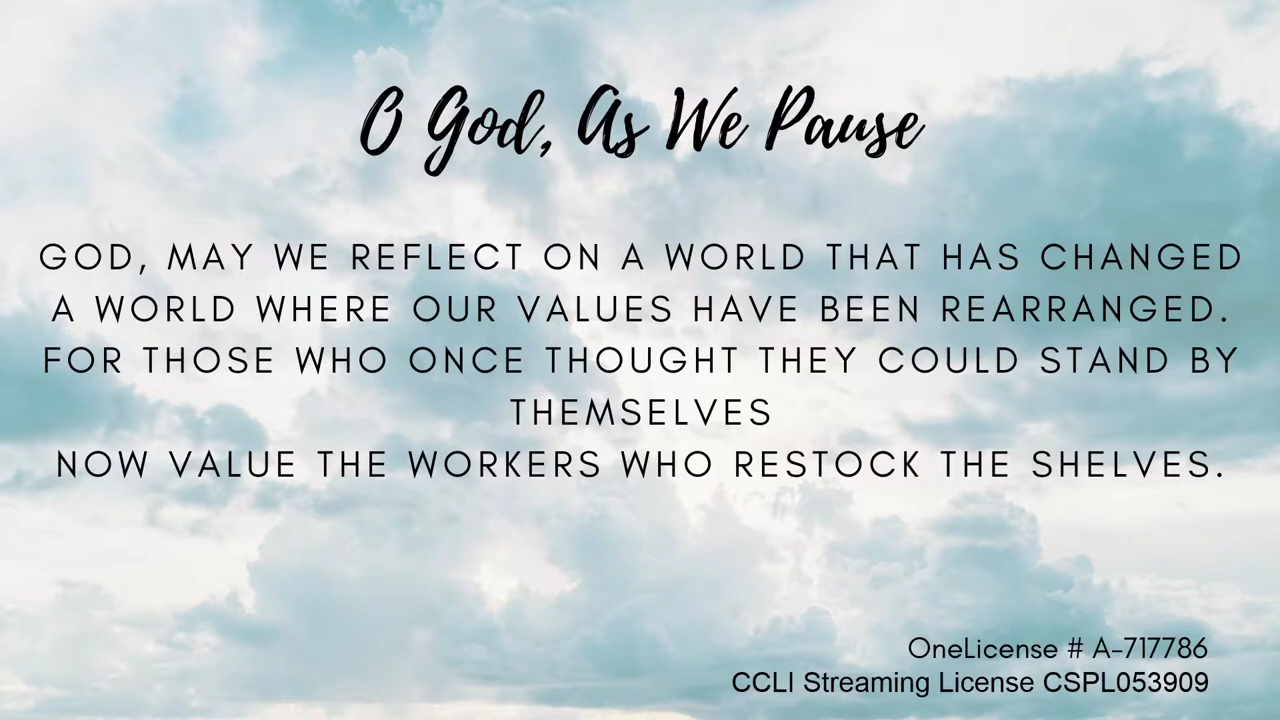 O God, As We Pause
GOD, MAY WE REFLECT ON A WORLD THAT HAS CHANGED
A WORLD WHERE OUR VALUES HAVE BEEN REARRANGED.
FOR THOSE WHO ONCE THOUGHT THEY COULD STAND BY
THEMSELVES
NOW VALUE THE WORKERS WHO RESTOCK THE SHELVES.
OneLicense # A-717786
CCLI Streaming License CSPL053909